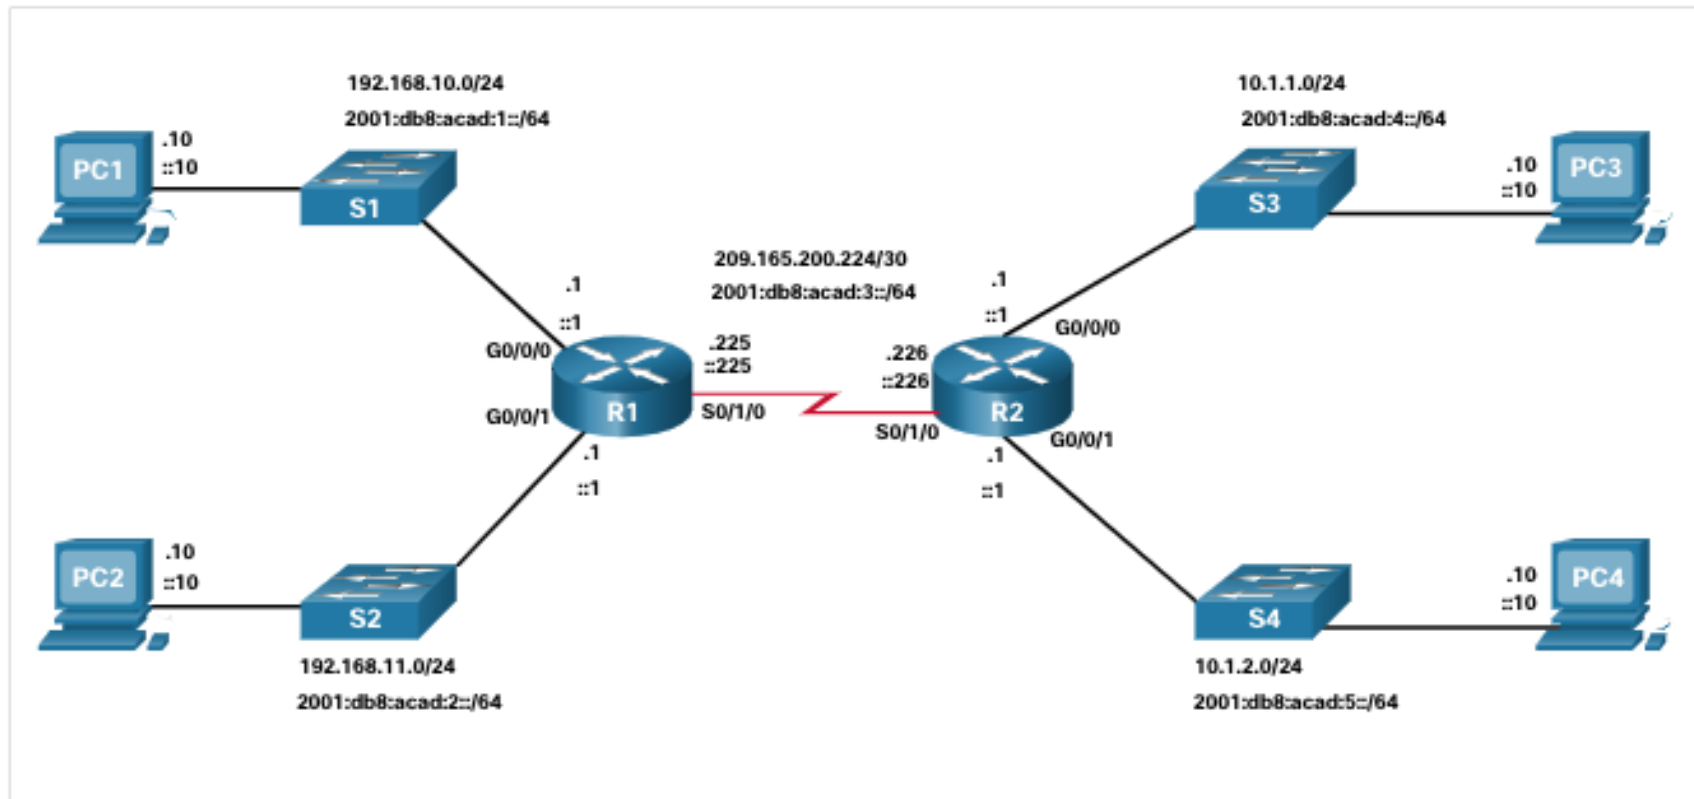 192.168.10.0/24
2001:db8:acad:1::/64
PC1
.10
::10
S1
10.1.1.0/24
2001:db8:acad:4::/64
S3
.10
::10
PC3
209.165.200.224/30
2001:db8:acad:3::/64
.1
::1
G0/0/0
G0/0/1
.1
::1
R1
.225
::225
S0/1/0
.226
::226
S0/1/0
R2
.1
::1
G0/0/0
G0/0/1
.1
::1
PC2
.10
::10
S2
192.168.11.0/24
2001:db8:acad:2::/64
S4
10.1.2.0/24
2001:db8:acad:5::/64
.10
::10
PC4